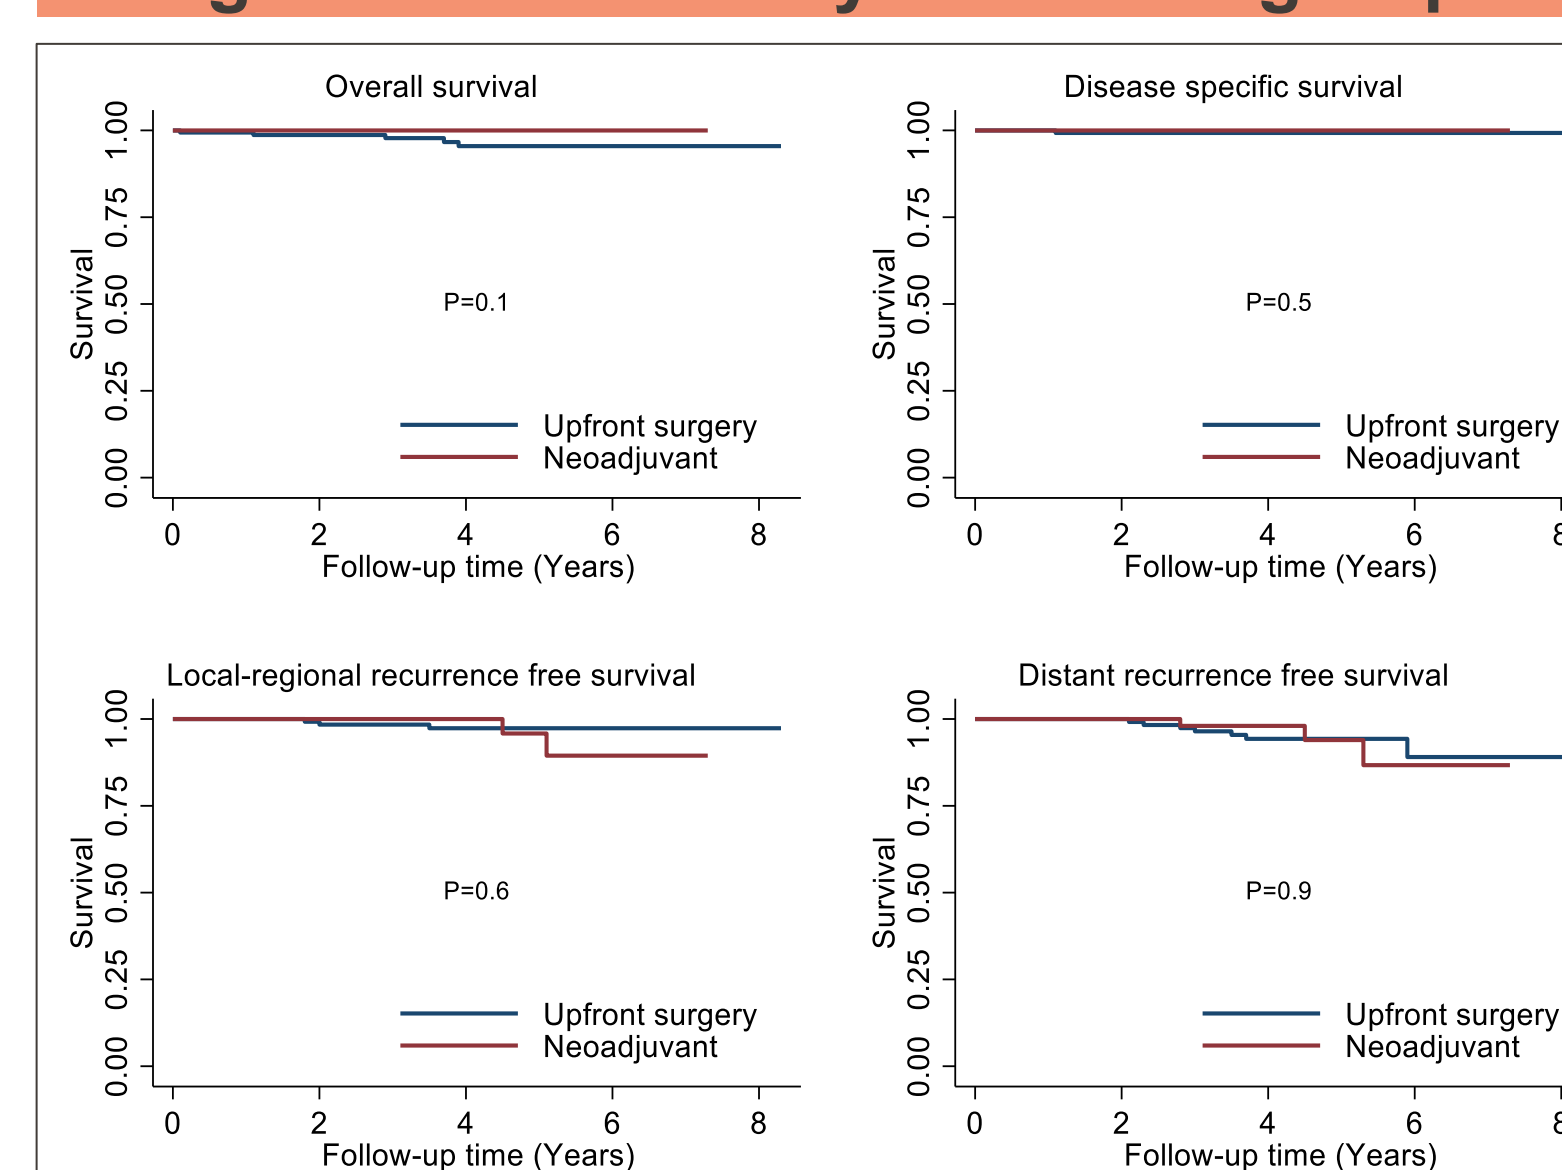 Overall survival
1.00
0.75
0.50
0.25
0.00
Survival
P=0.1
Upfront surgery
Neoadjuvant
0 2 4 6 8
Follow-up time (Years)
Disease specific survival
1.00
0.75
0.50
0.25
0.00
Survival
P=0.5
Upfront surgery
Neoadjuvant
0 2 4 6 8
Follow-up time (Years)
Local-regional recurrence free survival
1.00
0.75
0.50
0.25
0.00
Survival
P=0.6
Upfront surgery
Neoadjuvant
0 2 4 6 8
Follow-up time (Years)
Distant recurrence free survival
1.00
0.75
0.50
0.25
0.00
Survival
P=0.9
Upfront surgery
Neoadjuvant
0 2 4 6 8
Follow-up time (Years)